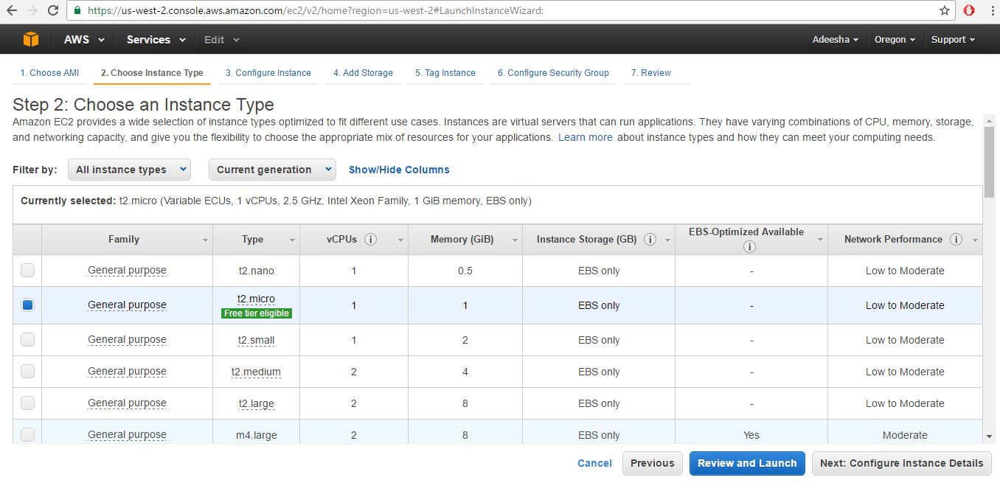 https://us-west-2.console.aws.amazon.com/ec2/v2/home?region=us-west-2#LaunchInstanceWizard:
AWS Services Edit Adeesha Oregon Support
1. Choose AMI 2. Choose Instance Type 3. Configure Instance 4. Add Storage 5. Tag Instance 6. Configure Security Group 7. Review
Step 2: Choose an Instance Type
Amazon EC2 provides a wide selection of instance types optimized to fit different use cases. Instances are virtual servers that can run applications. They have varying combinations of CPU, memory, storage,
and networking capacity, and give you the flexibility to choose the appropriate mix of resources for your applications. Learn more about instance types and how they can meet your computing needs.
Filter by: All instance types Current generation Show/Hide Columns
Currently selected: t2.micro (Variable ECUs, 1 vCPUs, 2.5 GHz, Intel Xeon Family, 1 GiB memory, EBS only)
Family Type vCPUs i Memory (GiB) Instance Storage (GB) i EBS-Optimized Available i Network Performance i
General purpose t2.nano 1 0.5 EBS only - Low to Moderate
General purpose t2.micro Free tier eligible 1 1 EBS only - Low to Moderate
General purpose t2.small 1 2 EBS only - Low to Moderate
General purpose t2.medium 2 4 EBS only - Low to Moderate
General purpose t2.large 2 8 EBS only - Low to Moderate
General purpose m4.large 2 8 EBS only Yes Moderate
Cancel Previous Review and Launch Next: Configure Instance Details